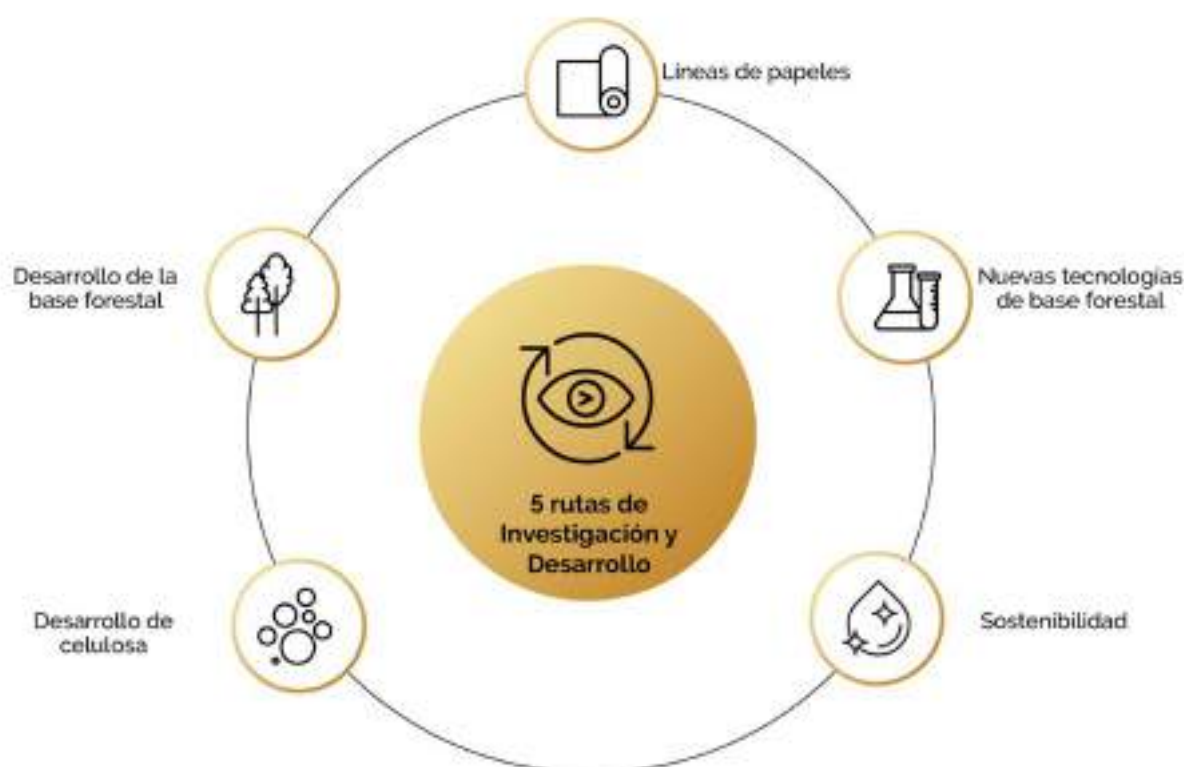 Líneas de papeles
Desarrollo de la
base forestal
Nuevas tecnologías
de base forestal
5 rutas de
Investigación y
Desarrollo
Desarrollo de
celulosa
Sostenibilidad